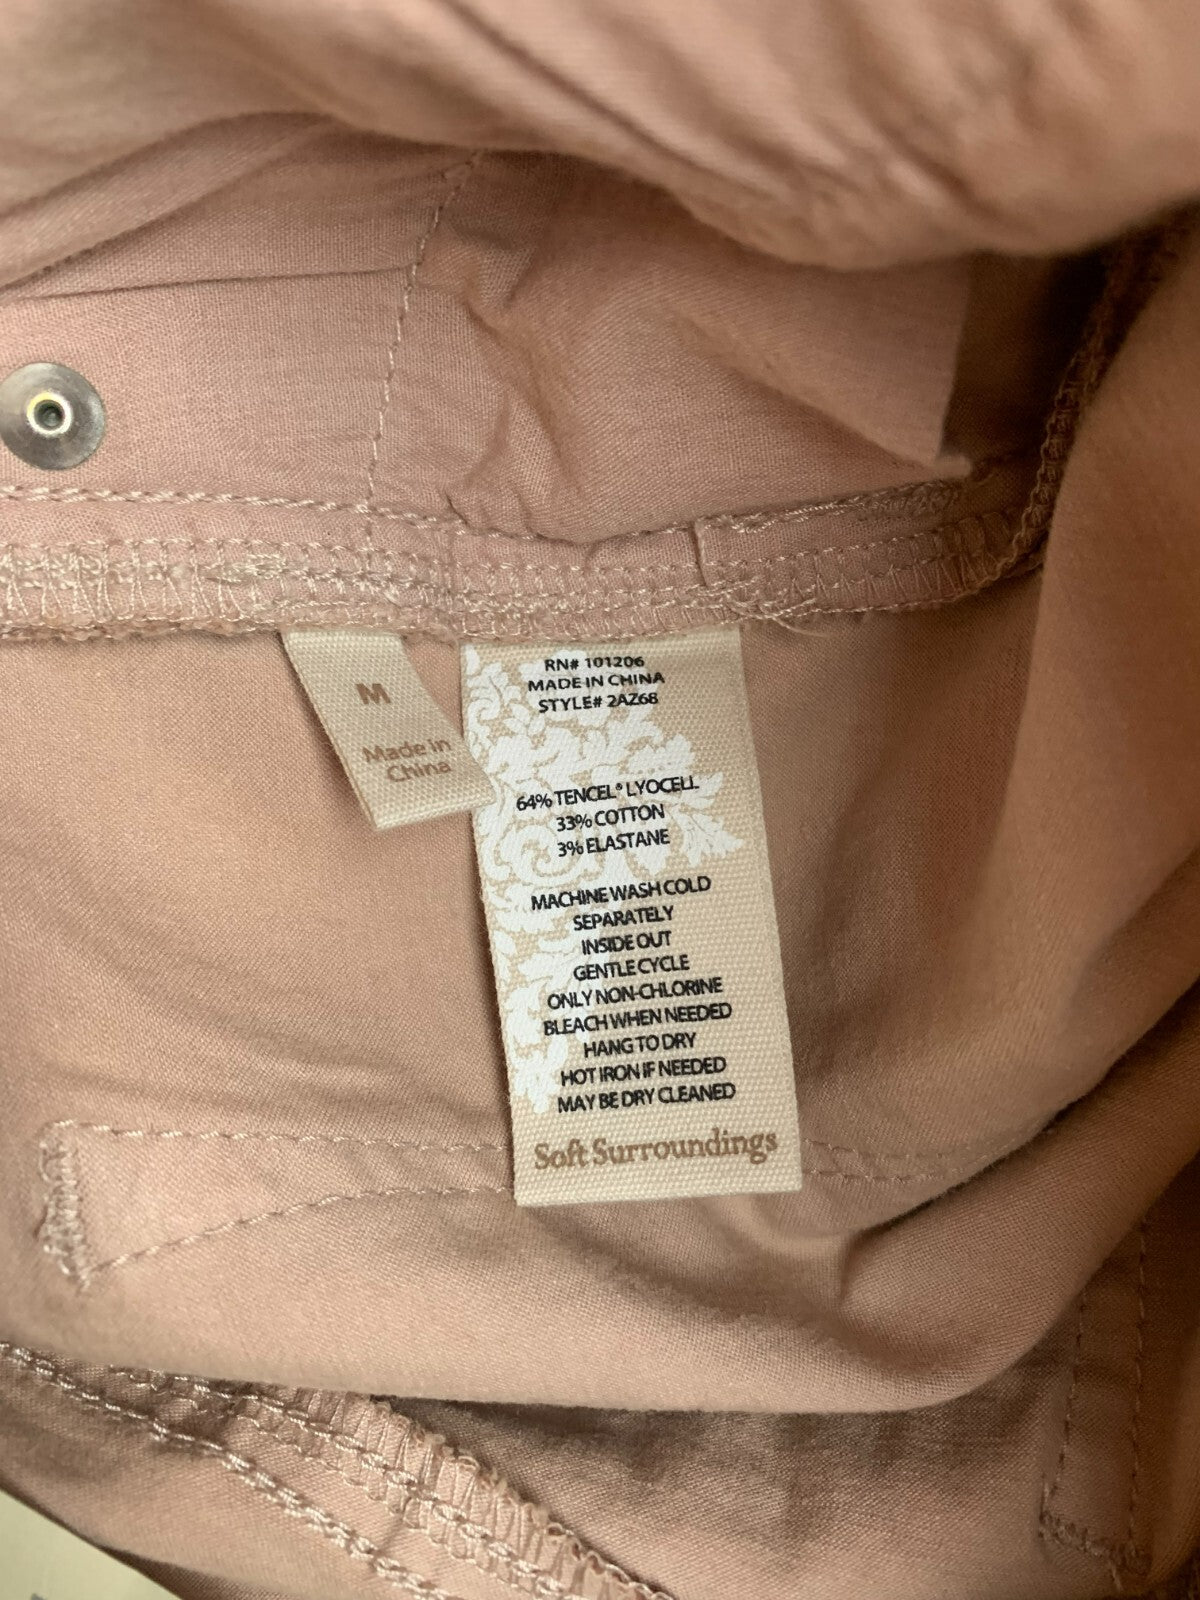 M
Made in
China
RN# 101206
MADE IN CHINA
STYLE# 2AZ68
64% TENCEL® LYOCELL
33% COTTON
3% ELASTANE
MACHINE WASH COLD
SEPARATELY
INSIDE OUT
GENTLE CYCLE
ONLY NON-CHLORINE
BLEACH WHEN NEEDED
HANG TO DRY
HOT IRON IF NEEDED
MAY BE DRY CLEANED
Soft Surroundings